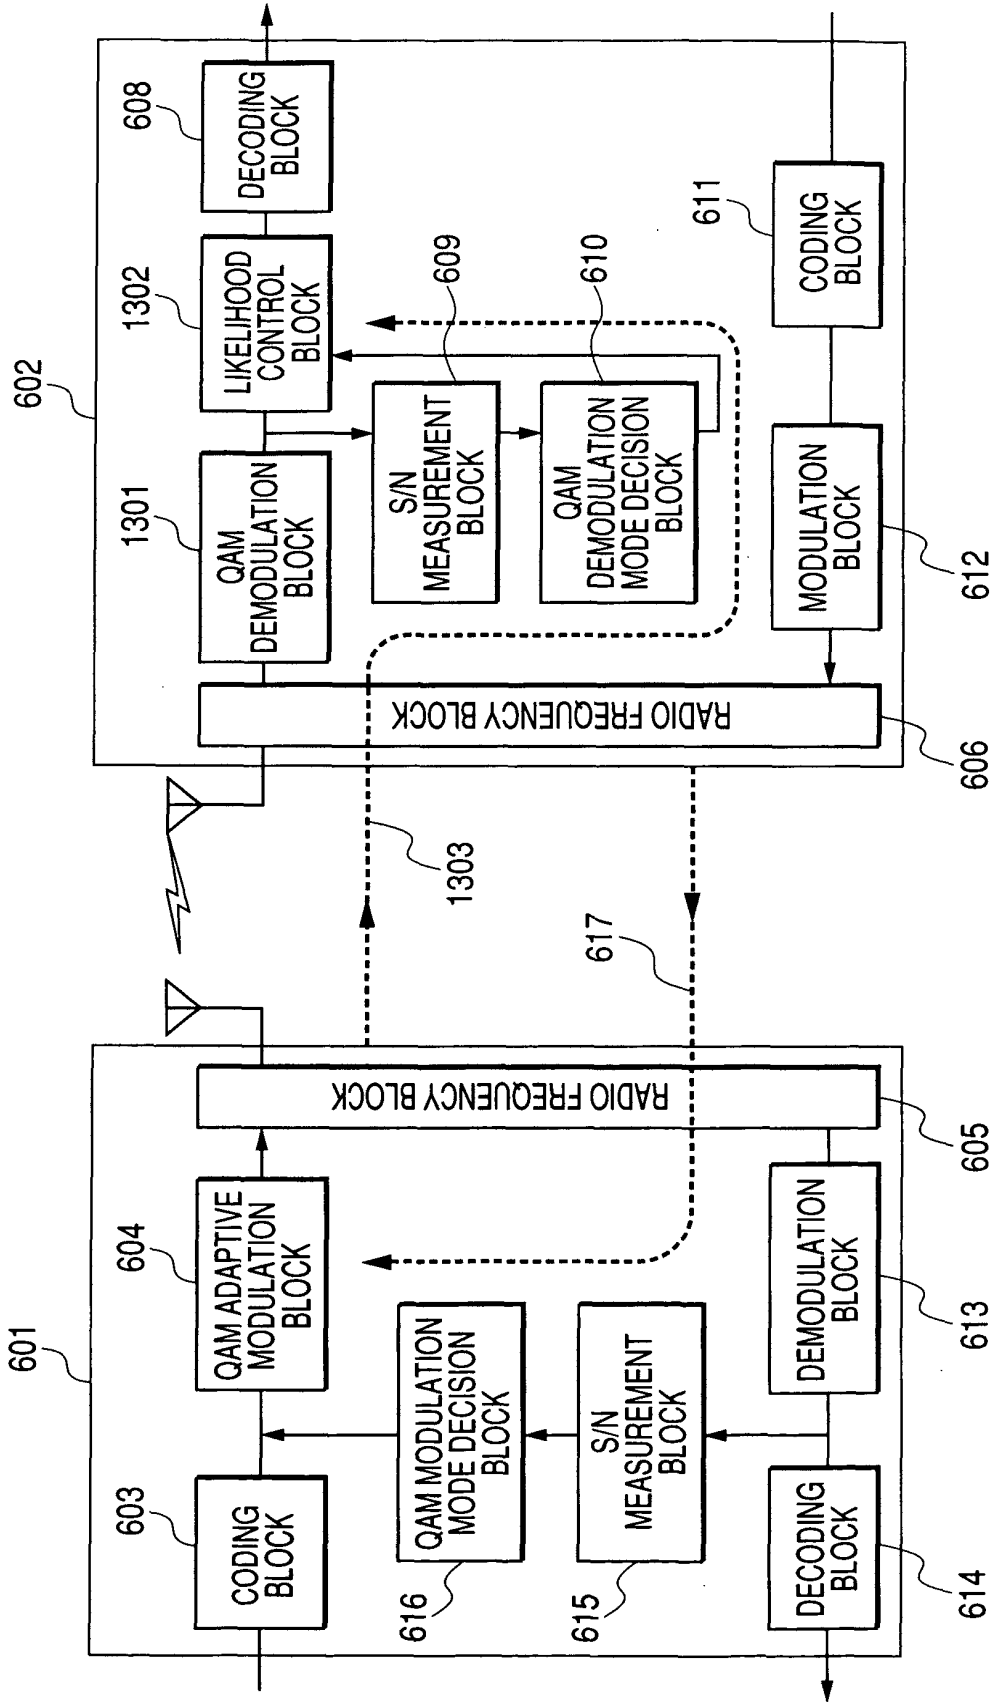 601
603
CODING
BLOCK
604
QAM ADAPTIVE
MODULATION
BLOCK
RADIO FREQUENCY BLOCK
605
616
QAM MODULATION
MODE DECISION
BLOCK
615
S/N
MEASUREMENT
BLOCK
DECODING
BLOCK
614
DEMODULATION
BLOCK
613
617
1303
602
RADIO FREQUENCY BLOCK
606
1301
QAM
DEMODULATION
BLOCK
1302
LIKELIHOOD
CONTROL
BLOCK
608
DECODING
BLOCK
S/N
MEASUREMENT
BLOCK
609
QAM
DEMODULATION
MODE DECISION
BLOCK
610
611
CODING
BLOCK
MODULATION
BLOCK
612